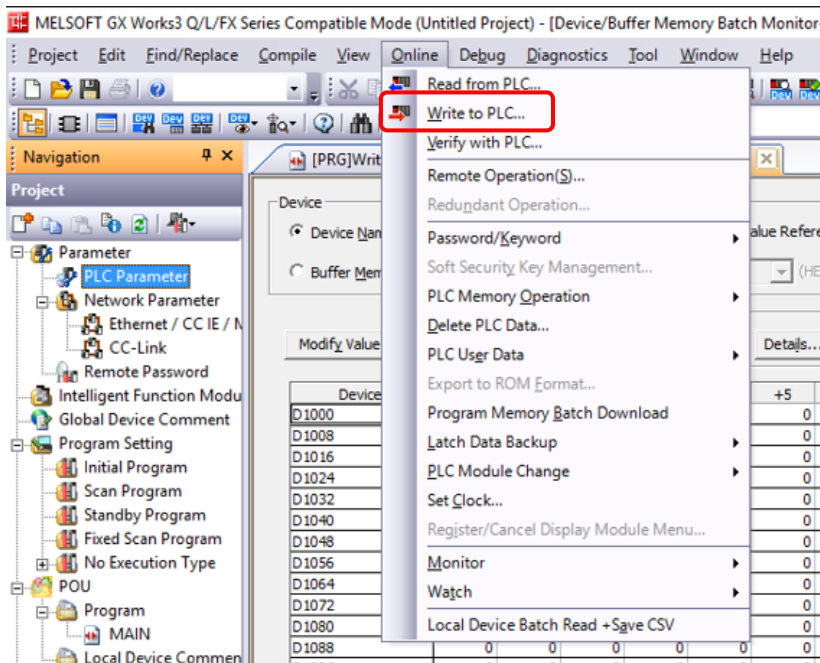 MELSOFT GX Works3 Q/L/FX Series Compatible Mode (Untitled Project) - [Device/Buffer Memory Batch Monitor-
Project Edit Find/Replace Compile View Online Debug Diagnostics Tool Window Help
Navigation
[PRG]Writ
Project
Parameter
PLC Parameter
Network Parameter
Ethernet / CC IE / M
CC-Link
Remote Password
Intelligent Function Modu
Global Device Comment
Program Setting
Initial Program
Scan Program
Standby Program
Fixed Scan Program
No Execution Type
POU
Program
MAIN
Local Device Commen
Read from PLC...
Write to PLC...
Verify with PLC...
Remote Operation(S)...
Redundant Operation...
Password/Keyword
Soft Security Key Management...
PLC Memory Operation
Delete PLC Data...
PLC User Data
Export to ROM Format...
Program Memory Batch Download
Latch Data Backup
PLC Module Change
Set Clock...
Register/Cancel Display Module Menu...
Monitor
Watch
Local Device Batch Read +Save CSV
Device
Device Nam
alue Refere
Buffer Mem
(HE
Modify Value
Details...
Device +5
D1000 0
D1008 0
D1016 0
D1024 0
D1032 0
D1040 0
D1048 0
D1056 0
D1064 0
D1072 0
D1080 0
D1088 0 0 0 0 0 0